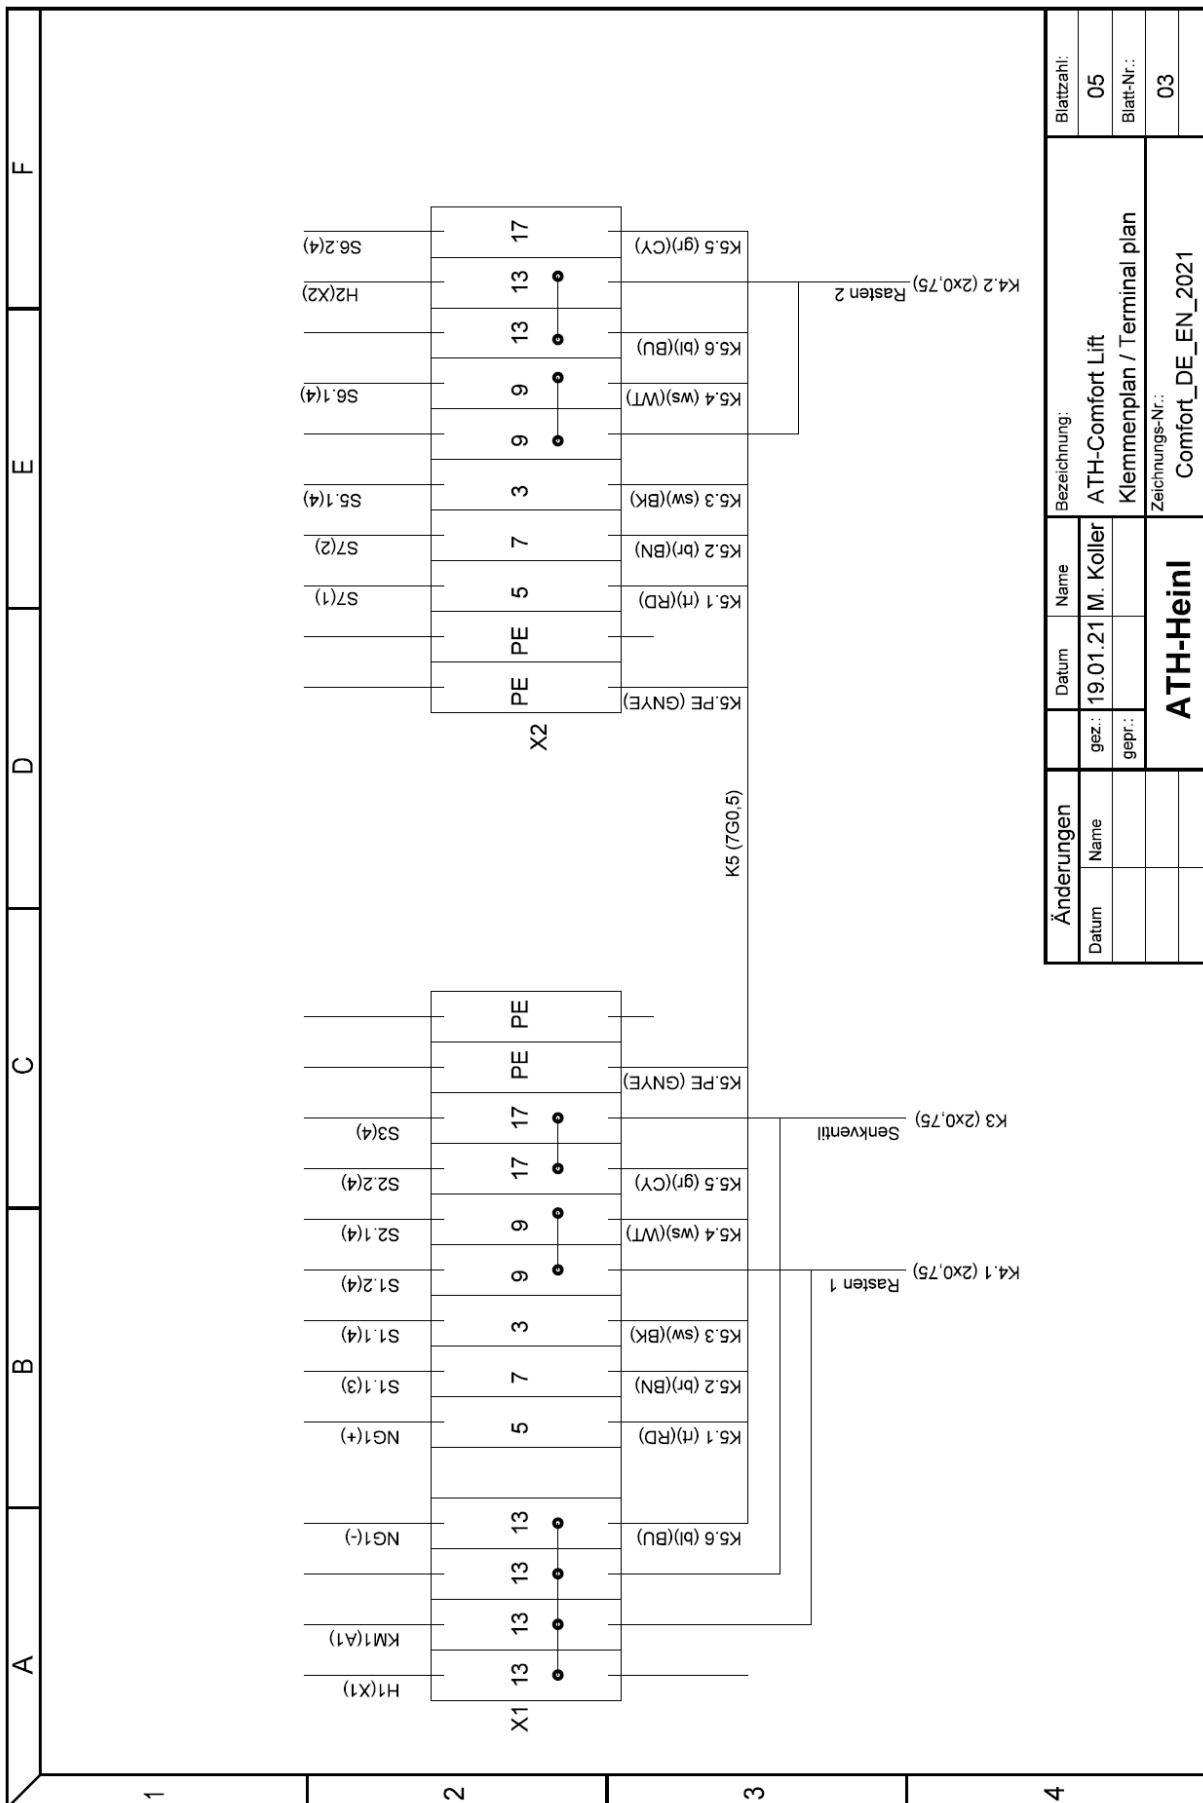 A
B
C
D
E
F
1
2
3
4
H1(X1)
KM1(A1)
NG1(-)
NG1(+)
S1.1(3)
S1.1(4)
S1.2(4)
S2.1(4)
S2.2(4)
S3(4)
X1
13
13
13
13
5
7
3
9
9
17
17
PE
PE
K5.6 (bl)(BU)
K5.1 (rt)(RD)
K5.2 (br)(BN)
K5.3 (sw)(BK)
K5.4 (ws)(WT)
K5.5 (gr)(CY)
K5.PE (GNYE)
Rasten 1
K4.1 (2x0,75)
Senkventil
K3 (2x0,75)
K5 (7G0,5)
S7(1)
S7(2)
S5.1(4)
S6.1(4)
H2(X2)
S6.2(4)
X2
PE
PE
5
7
3
9
9
13
13
17
K5.PE (GNYE)
K5.1 (rt)(RD)
K5.2 (br)(BN)
K5.3 (sw)(BK)
K5.4 (ws)(WT)
K5.6 (bl)(BU)
K5.5 (gr)(CY)
Rasten 2
K4.2 (2x0,75)
Änderungen
Datum Name
Datum Name
gez.: 19.01.21 M. Koller
gepr.:
ATH-Heinl
Bezeichnung:
ATH-Comfort Lift
Klemmenplan / Terminal plan
Zeichnungs-Nr.:
Comfort_DE_EN_2021
Blattzahl:
05
Blatt-Nr.:
03